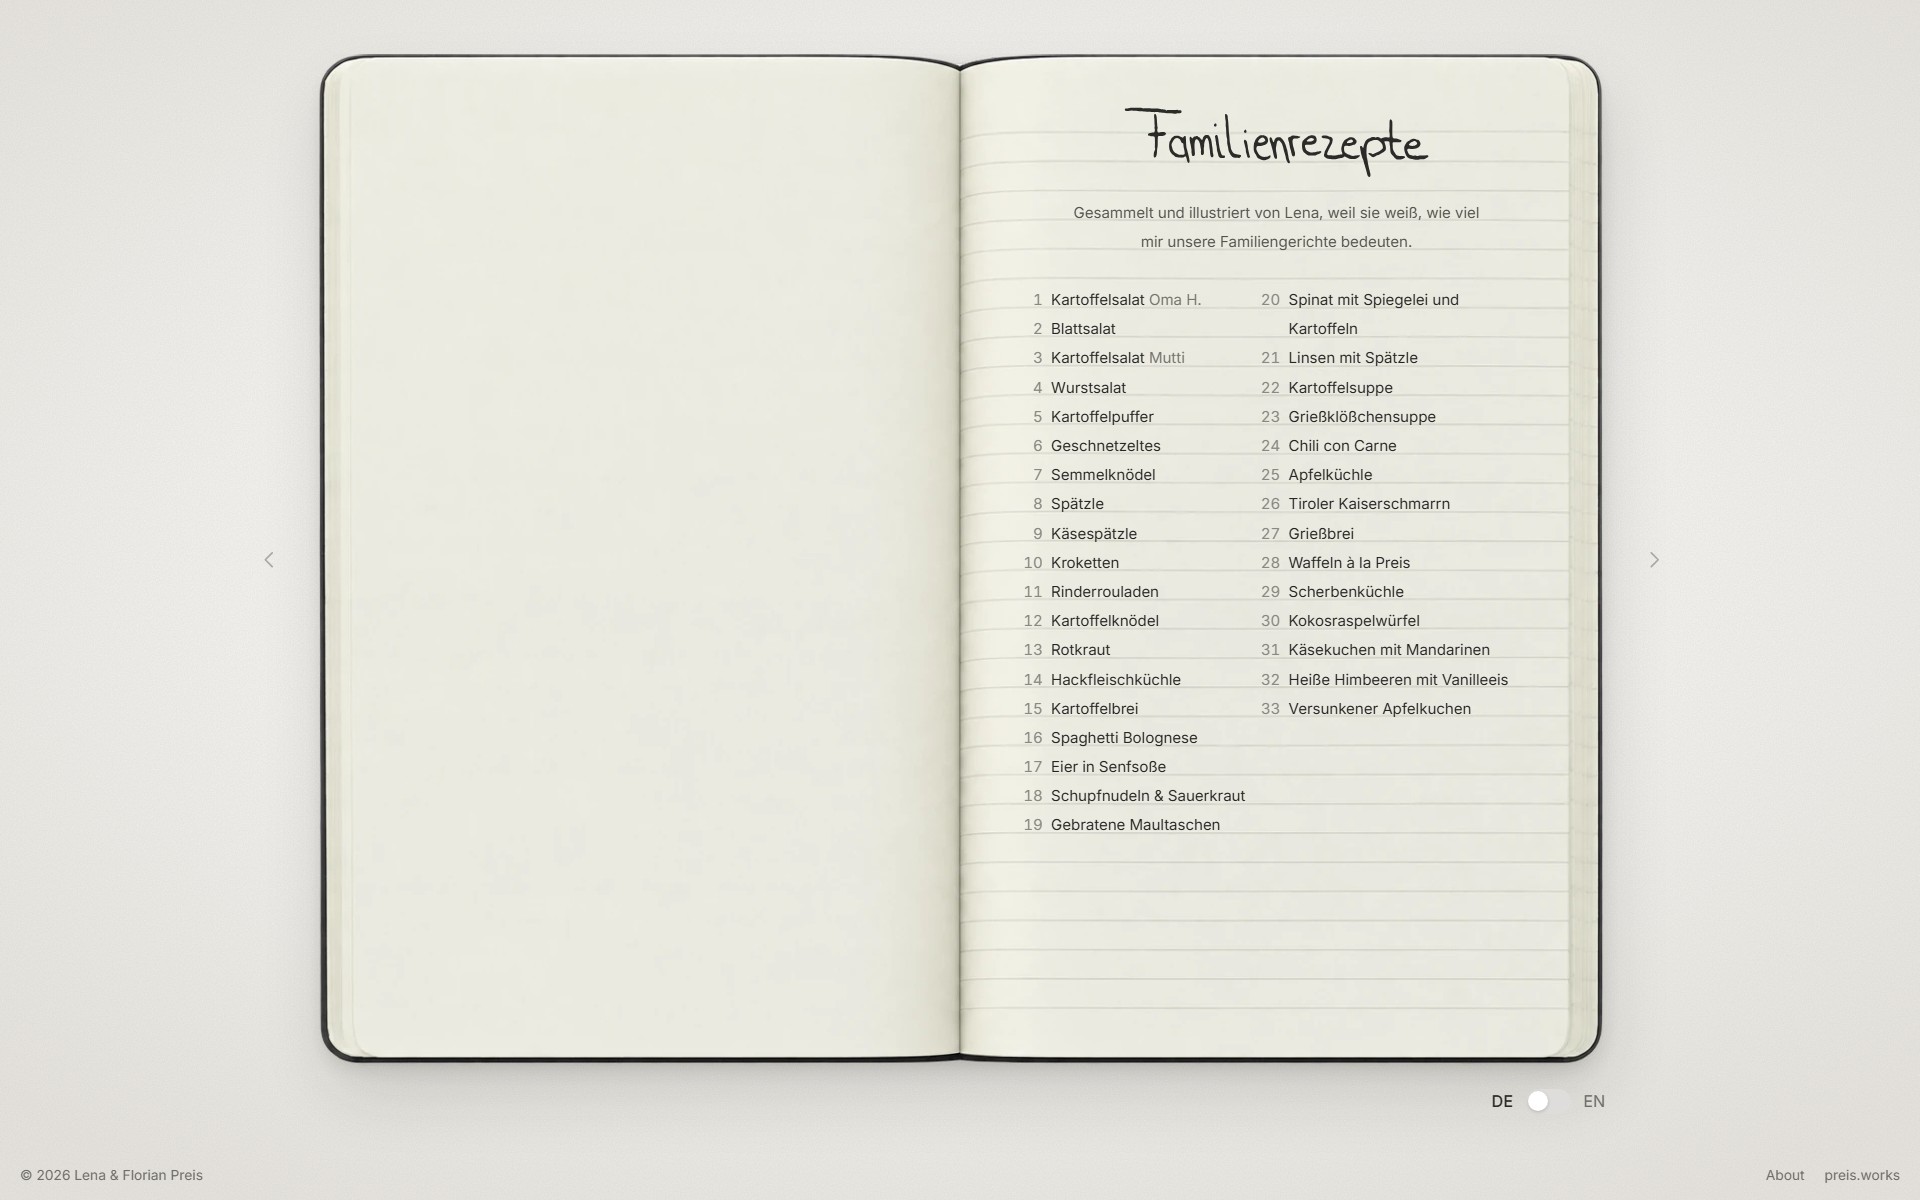 Familienrezepte
Gesammelt und illustriert von Lena, weil sie weiß, wie viel
mir unsere Familiengerichte bedeuten.
1 Kartoffelsalat Oma H.
2 Blattsalat
3 Kartoffelsalat Mutti
4 Wurstsalat
5 Kartoffelpuffer
6 Geschnetzeltes
7 Semmelknödel
8 Spätzle
9 Käsespätzle
10 Kroketten
11 Rinderrouladen
12 Kartoffelknödel
13 Rotkraut
14 Hackfleischküchle
15 Kartoffelbrei
16 Spaghetti Bolognese
17 Eier in Senfsoße
18 Schupfnudeln & Sauerkraut
19 Gebratene Maultaschen
20 Spinat mit Spiegelei und
Kartoffeln
21 Linsen mit Spätzle
22 Kartoffelsuppe
23 Grießklößchensuppe
24 Chili con Carne
25 Apfelküchle
26 Tiroler Kaiserschmarrn
27 Grießbrei
28 Waffeln à la Preis
29 Scherbenküchle
30 Kokosraspelwürfel
31 Käsekuchen mit Mandarinen
32 Heiße Himbeeren mit Vanilleeis
33 Versunkener Apfelkuchen
DE EN
© 2026 Lena & Florian Preis
About preis.works